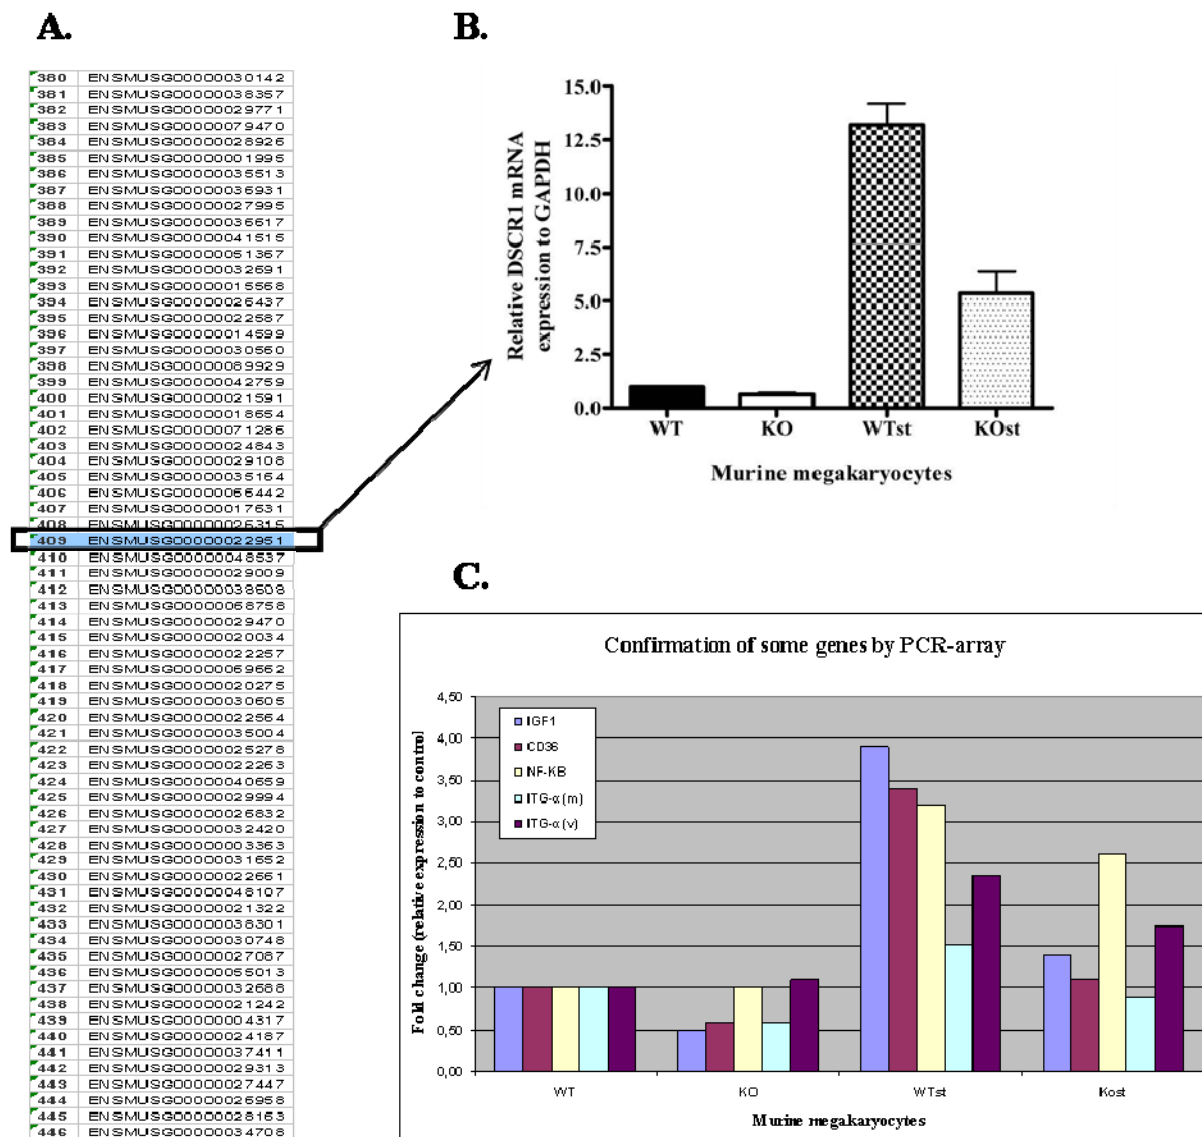 A.
380 ENSMUSG00000030142
381 ENSMUSG00000038357
382 ENSMUSG00000029771
383 ENSMUSG00000079470
384 ENSMUSG00000028926
385 ENSMUSG00000001995
386 ENSMUSG00000035513
387 ENSMUSG00000036931
388 ENSMUSG00000027995
389 ENSMUSG00000036617
390 ENSMUSG00000041515
391 ENSMUSG00000051367
392 ENSMUSG00000032691
393 ENSMUSG00000015568
394 ENSMUSG00000026437
395 ENSMUSG00000022587
396 ENSMUSG00000014599
397 ENSMUSG00000030560
398 ENSMUSG00000089929
399 ENSMUSG00000042759
400 ENSMUSG00000021591
401 ENSMUSG00000018654
402 ENSMUSG00000071286
403 ENSMUSG00000024843
404 ENSMUSG00000029108
405 ENSMUSG00000035164
406 ENSMUSG00000066442
407 ENSMUSG00000017631
408 ENSMUSG00000026315
409 ENSMUSG00000022951
410 ENSMUSG00000048537
411 ENSMUSG00000029009
412 ENSMUSG00000038608
413 ENSMUSG00000068758
414 ENSMUSG00000029470
415 ENSMUSG00000020034
416 ENSMUSG00000022257
417 ENSMUSG00000069662
418 ENSMUSG00000020275
419 ENSMUSG00000030605
420 ENSMUSG00000022564
421 ENSMUSG00000035004
422 ENSMUSG00000025278
423 ENSMUSG00000022263
424 ENSMUSG00000040659
425 ENSMUSG00000029994
426 ENSMUSG00000026832
427 ENSMUSG00000032420
428 ENSMUSG00000003363
429 ENSMUSG00000031652
430 ENSMUSG00000022661
431 ENSMUSG00000048107
432 ENSMUSG00000021322
433 ENSMUSG00000038301
434 ENSMUSG00000030748
435 ENSMUSG00000027087
436 ENSMUSG00000055013
437 ENSMUSG00000032688
438 ENSMUSG00000021242
439 ENSMUSG00000004317
440 ENSMUSG00000024187
441 ENSMUSG00000037411
442 ENSMUSG00000029313
443 ENSMUSG00000027447
444 ENSMUSG00000026958
445 ENSMUSG00000028163
446 ENSMUSG00000034708
B.
Relative DSCR1 mRNA
expression to GAPDH
15.0
12.5
10.0
7.5
5.0
2.5
0.0
WT KO WTst KOst
Murine megakaryocytes
C.
Confirmation of some genes by PCR-array
Fold change (relative expression to control)
4,50
4,00
3,50
3,00
2,50
2,00
1,50
1,00
0,50
0,00
IGF1
CD36
NF-KB
ITG-α(m)
ITG-α(v)
WT KO WTst Kost
Murine megakaryocytes